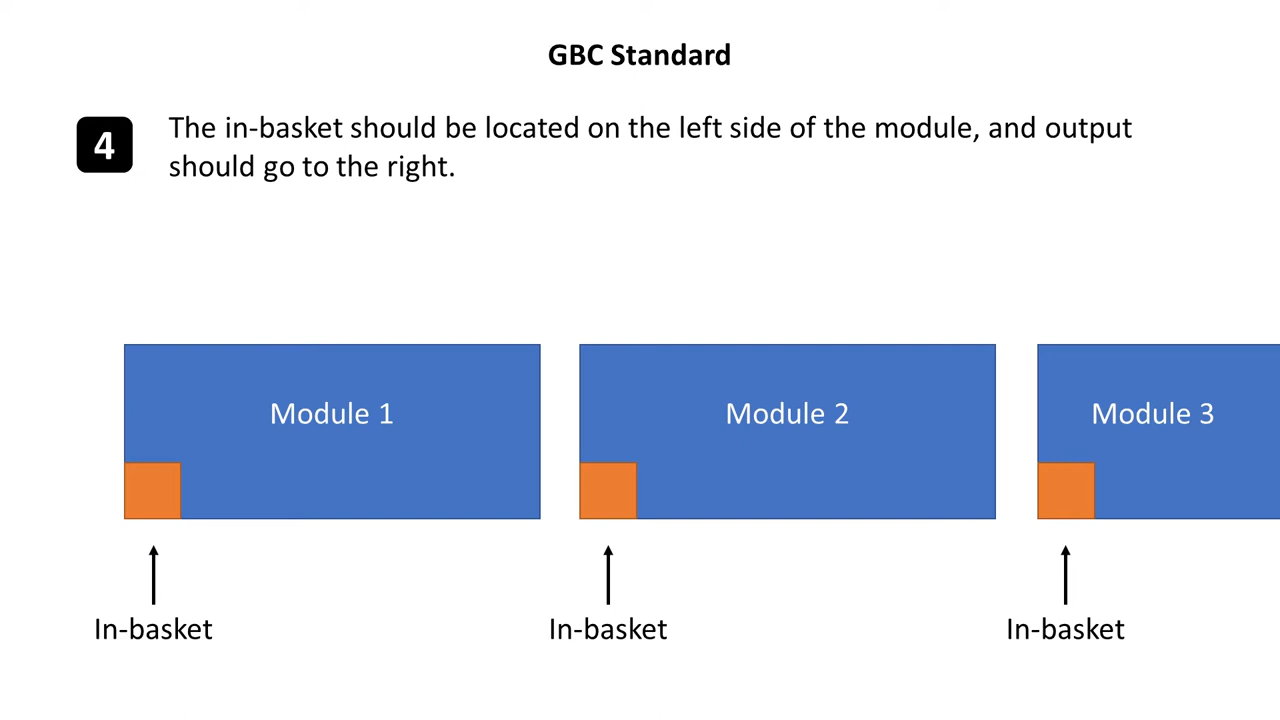 GBC Standard
4
The in-basket should be located on the left side of the module, and output
should go to the right.
Module 1
Module 2
Module 3
In-basket
In-basket
In-basket